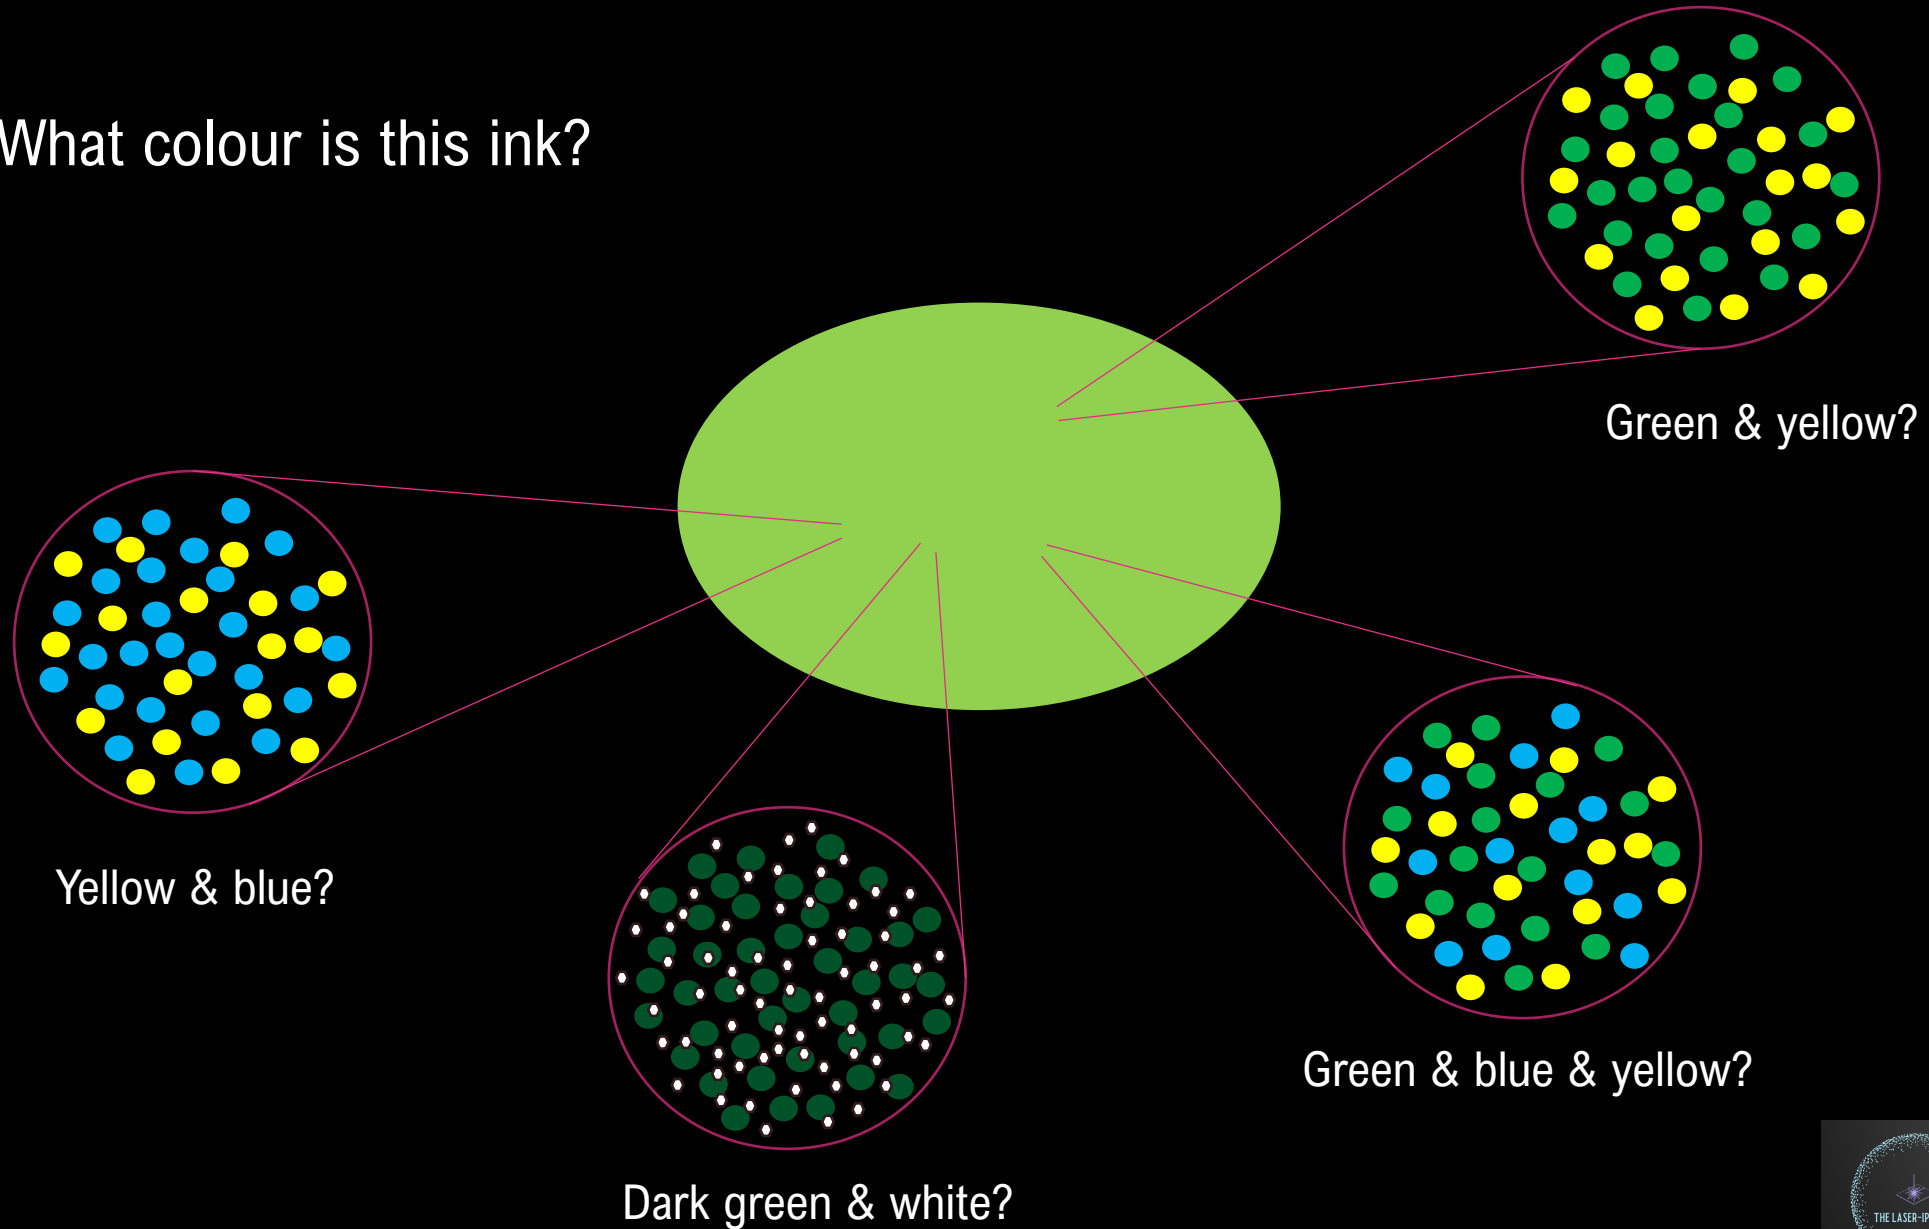 What colour is this ink?
Green & yellow?
Yellow & blue?
Green & blue & yellow?
Dark green & white?
THE LASER-